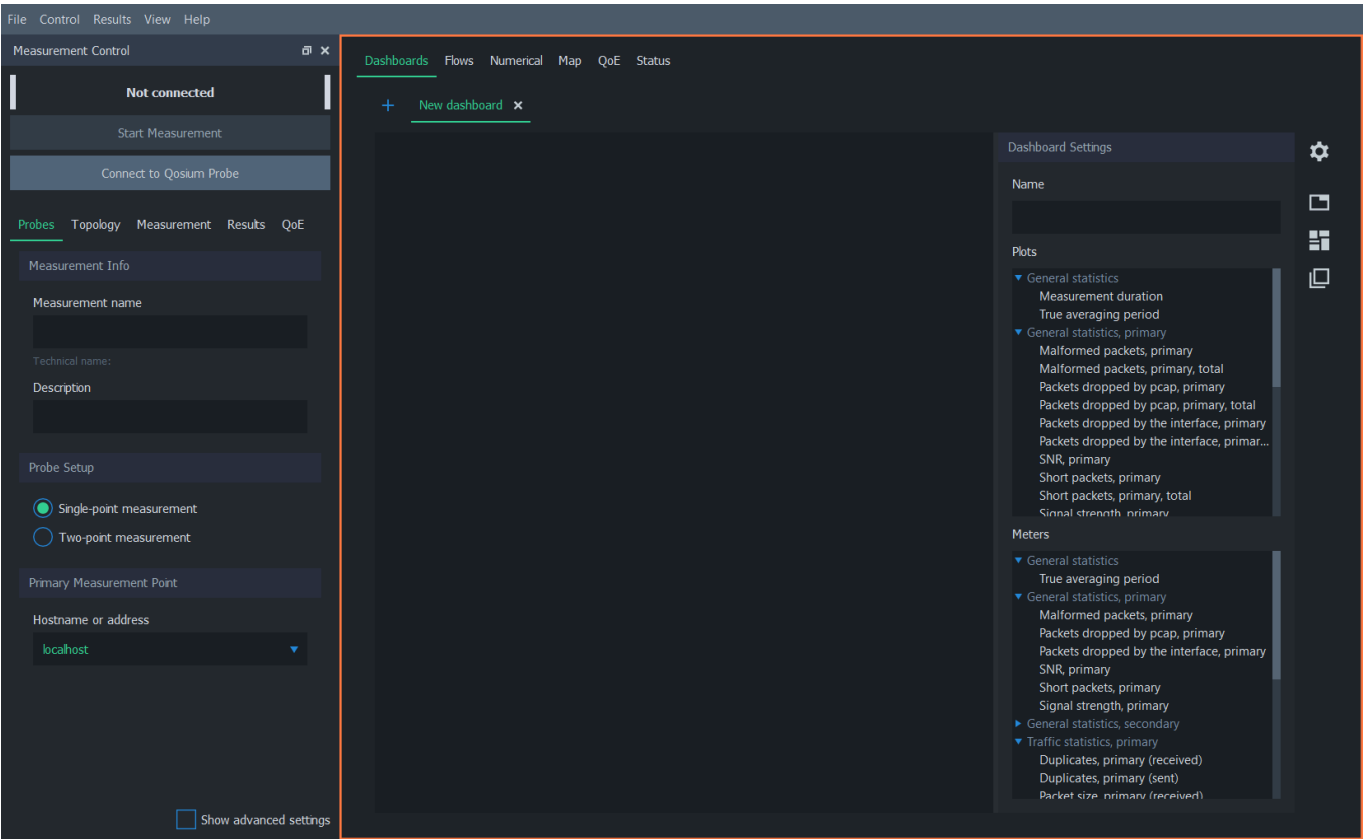 File Control Results View Help
Measurement Control
Not connected
Start Measurement
Connect to Qosium Probe
Probes Topology Measurement Results QoE
Measurement Info
Measurement name
Technical name:
Description
Probe Setup
Single-point measurement
Two-point measurement
Primary Measurement Point
Hostname or address
localhost
Show advanced settings
Dashboards Flows Numerical Map QoE Status
+ New dashboard ×
Dashboard Settings
Name
Plots
General statistics
Measurement duration
True averaging period
General statistics, primary
Malformed packets, primary
Malformed packets, primary, total
Packets dropped by pcap, primary
Packets dropped by pcap, primary, total
Packets dropped by the interface, primary
Packets dropped by the interface, primar...
SNR, primary
Short packets, primary
Short packets, primary, total
Signal strength, primary
Meters
General statistics
True averaging period
General statistics, primary
Malformed packets, primary
Packets dropped by pcap, primary
Packets dropped by the interface, primary
SNR, primary
Short packets, primary
Signal strength, primary
General statistics, secondary
Traffic statistics, primary
Duplicates, primary (received)
Duplicates, primary (sent)
Packet size, primary (received)